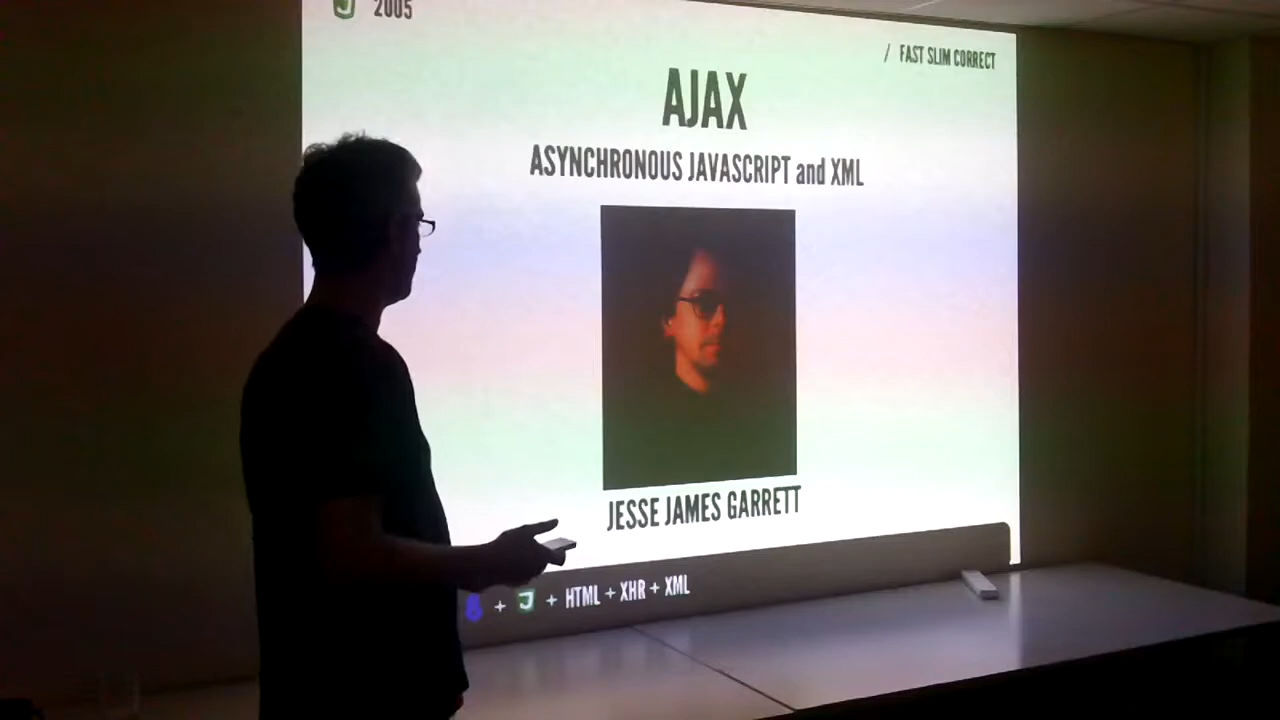 2005
/ FAST SLIM CORRECT
AJAX
ASYNCHRONOUS JAVASCRIPT and XML
JESSE JAMES GARRETT
+ J + HTML + XHR + XML